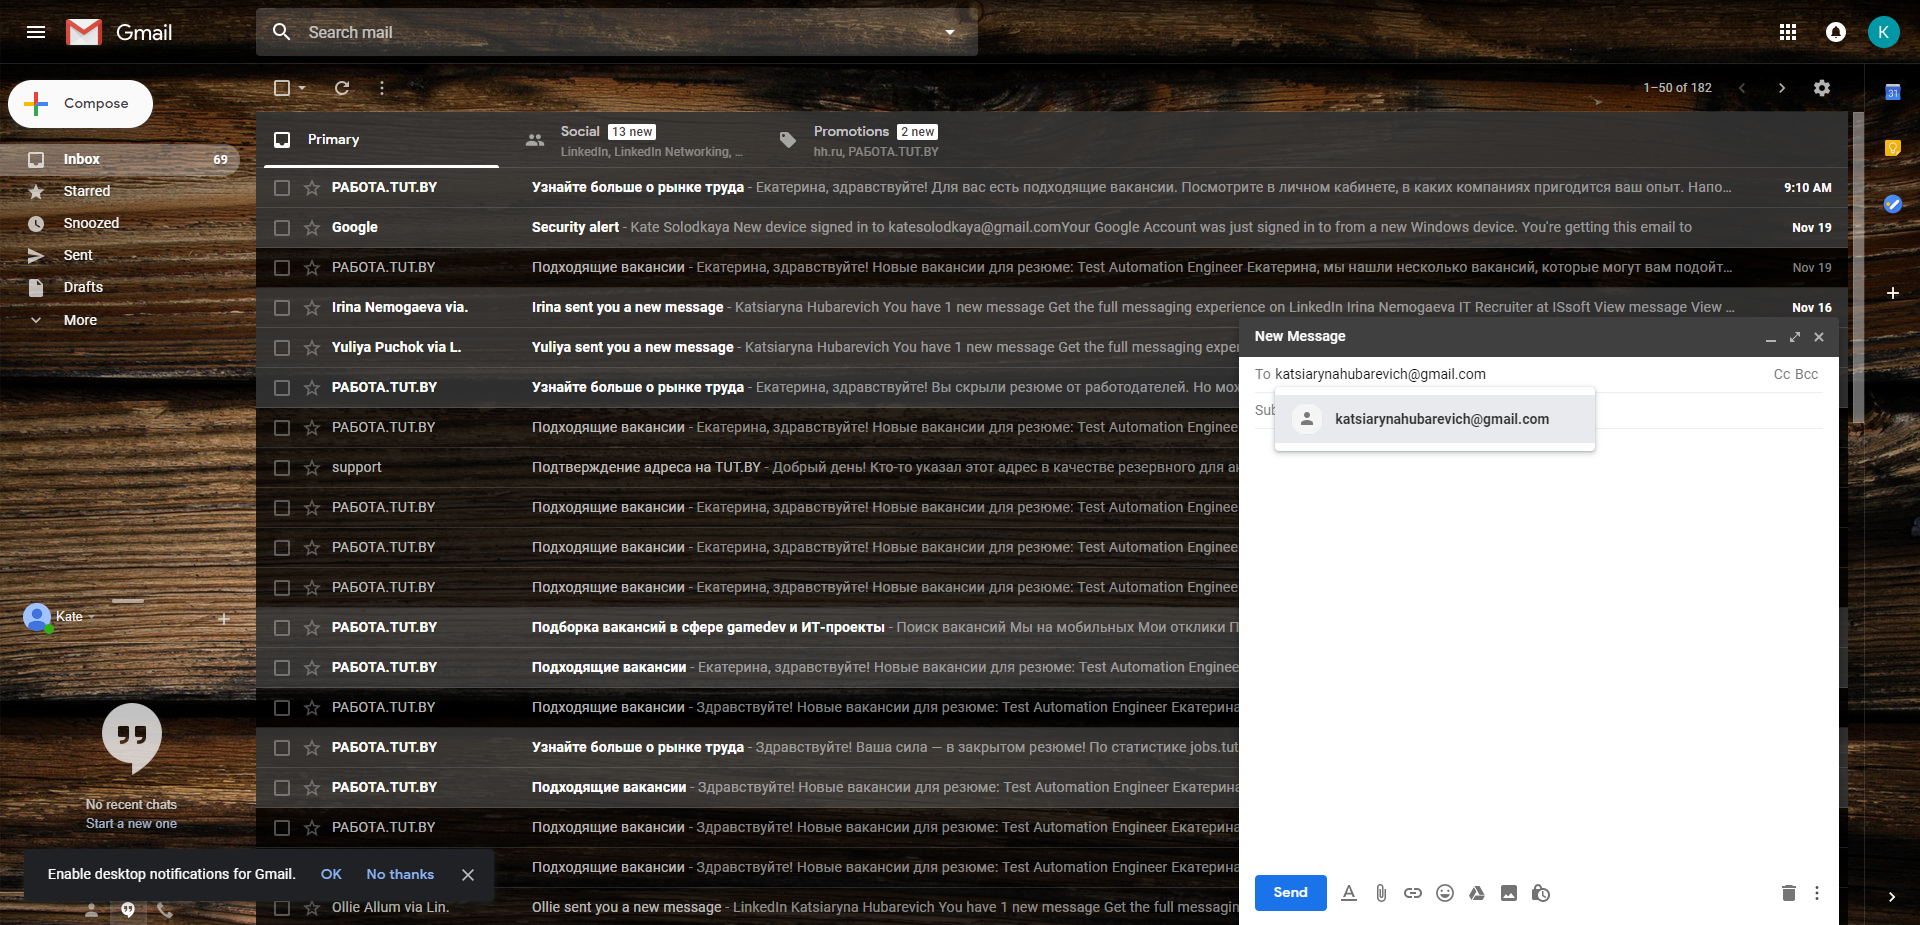 Gmail
Search mail
K
Compose
1–50 of 182
31
Primary
Social 13 new
LinkedIn, LinkedIn Networking, ...
Promotions 2 new
hh.ru, РАБОТА.TUT.BY
Inbox 69
Starred
Snoozed
Sent
Drafts
More
РАБОТА.TUT.BY Узнайте больше о рынке труда - Екатерина, здравствуйте! Для вас есть подходящие вакансии. Посмотрите в личном кабинете, в каких компаниях пригодится ваш опыт. Напо... 9:10 AM
Google Security alert - Kate Solodkaya New device signed in to katesolodkaya@gmail.comYour Google Account was just signed in to from a new Windows device. You're getting this email to Nov 19
РАБОТА.TUT.BY Подходящие вакансии - Екатерина, здравствуйте! Новые вакансии для резюме: Test Automation Engineer Екатерина, мы нашли несколько вакансий, которые могут вам подойт... Nov 19
Irina Nemogaeva via. Irina sent you a new message - Katsiaryna Hubarevich You have 1 new message Get the full messaging experience on LinkedIn Irina Nemogaeva IT Recruiter at ISsoft View message View ... Nov 16
Yuliya Puchok via L. Yuliya sent you a new message - Katsiaryna Hubarevich You have 1 new message Get the full messaging exper
РАБОТА.TUT.BY Узнайте больше о рынке труда - Екатерина, здравствуйте! Вы скрыли резюме от работодателей. Но мож
РАБОТА.TUT.BY Подходящие вакансии - Екатерина, здравствуйте! Новые вакансии для резюме: Test Automation Enginee
support Подтверждение адреса на TUT.BY - Добрый день! Кто-то указал этот адрес в качестве резервного для ак
РАБОТА.TUT.BY Подходящие вакансии - Екатерина, здравствуйте! Новые вакансии для резюме: Test Automation Enginee
РАБОТА.TUT.BY Подходящие вакансии - Екатерина, здравствуйте! Новые вакансии для резюме: Test Automation Enginee
РАБОТА.TUT.BY Подходящие вакансии - Екатерина, здравствуйте! Новые вакансии для резюме: Test Automation Enginee
РАБОТА.TUT.BY Подборка вакансий в сфере gamedev и ИТ-проекты - Поиск вакансий Мы на мобильных Мои отклики П
РАБОТА.TUT.BY Подходящие вакансии - Екатерина, здравствуйте! Новые вакансии для резюме: Test Automation Enginee
РАБОТА.TUT.BY Подходящие вакансии - Здравствуйте! Новые вакансии для резюме: Test Automation Engineer Екатерина
РАБОТА.TUT.BY Узнайте больше о рынке труда - Здравствуйте! Ваша сила — в закрытом резюме! По статистике jobs.tut
РАБОТА.TUT.BY Подходящие вакансии - Здравствуйте! Новые вакансии для резюме: Test Automation Engineer Екатерина
РАБОТА.TUT.BY Подходящие вакансии - Здравствуйте! Новые вакансии для резюме: Test Automation Engineer Екатерина
Подходящие вакансии - Здравствуйте! Новые вакансии для резюме: Test Automation Engineer Екатерина
Ollie Allum via Lin. Ollie sent you a new message - LinkedIn Katsiaryna Hubarevich You have 1 new message Get the full messagin
Kate
No recent chats
Start a new one
Enable desktop notifications for Gmail. OK No thanks
New Message
To katsiarynahubarevich@gmail.com Cc Bcc
Sub
katsiarynahubarevich@gmail.com
Send